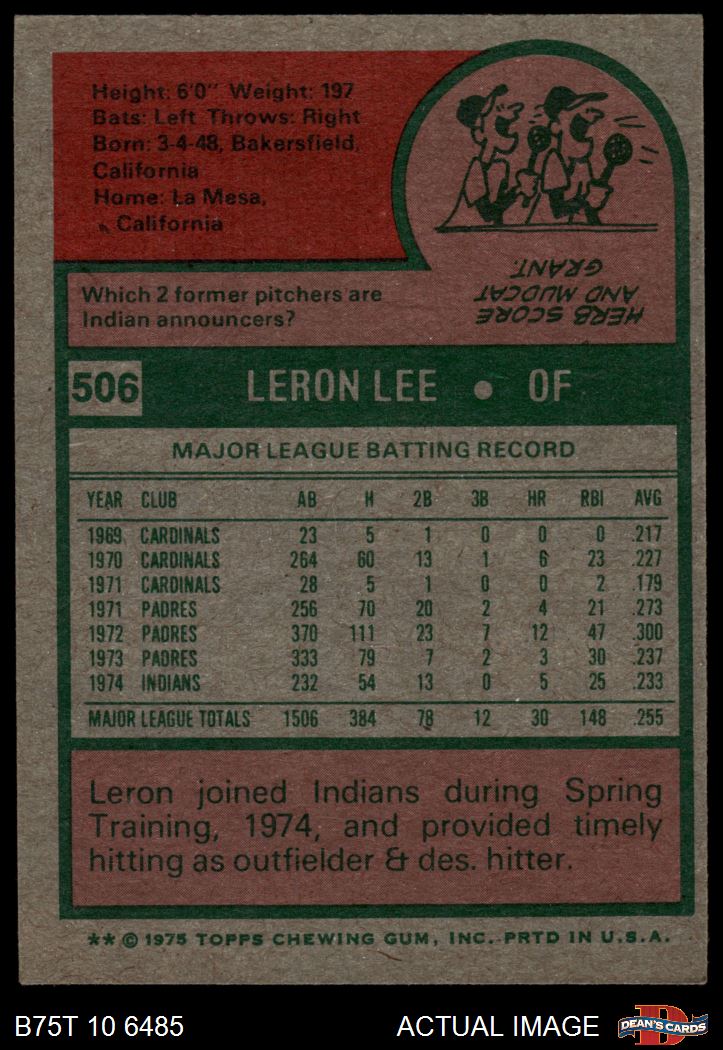 Height: 6'0" Weight: 197
Bats: Left Throws: Right
Born: 3-4-48, Bakersfield,
California
Home: La Mesa,
California
Which 2 former pitchers are
Indian announcers?
HERB SCORE
AND MUDCAT
GRANT.
506 LERON LEE • OF
MAJOR LEAGUE BATTING RECORD
YEAR CLUB AB H 2B 3B HR RBI AVG
1969 CARDINALS 23 5 1 0 0 0 .217
1970 CARDINALS 264 60 13 1 6 23 .227
1971 CARDINALS 28 5 1 0 0 2 .179
1971 PADRES 256 70 20 2 4 21 .273
1972 PADRES 370 111 23 7 12 47 .300
1973 PADRES 333 79 7 2 3 30 .237
1974 INDIANS 232 54 13 0 5 25 .233
MAJOR LEAGUE TOTALS 1506 384 78 12 30 148 .255
Leron joined Indians during Spring
Training, 1974, and provided timely
hitting as outfielder & des. hitter.
** © 1975 TOPPS CHEWING GUM, INC. PRTD IN U.S.A.
B75T 10 6485 ACTUAL IMAGE
DEAN'S CARDS